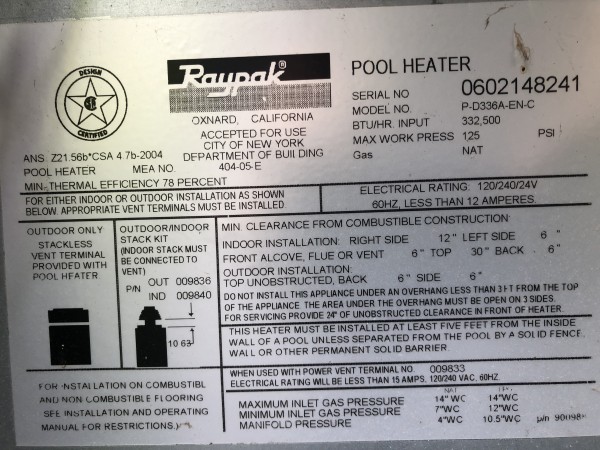 DESIGN
CERTIFIED
Raypak
OXNARD, CALIFORNIA
ACCEPTED FOR USE
CITY OF NEW YORK
DEPARTMENT OF BUILDING
ANS Z21.56b*CSA 4.7b-2004
POOL HEATER MEA NO. 404-05-E
MIN. THERMAL EFFICIENCY 78 PERCENT
POOL HEATER
SERIAL NO 0602148241
MODEL NO. P-D336A-EN-C
BTU/HR. INPUT 332,500
MAX WORK PRESS 125 PSI
Gas NAT
FOR EITHER INDOOR OR OUTDOOR INSTALLATION AS SHOWN
BELOW. APPROPRIATE VENT TERMINALS MUST BE INSTALLED
ELECTRICAL RATING: 120/240/24V
60HZ, LESS THAN 12 AMPERES.
OUTDOOR ONLY
STACKLESS
VENT TERMINAL
PROVIDED WITH
POOL HEATER.
OUTDOOR/INDOOR
STACK KIT
(INDOOR STACK MUST
BE CONNECTED TO
VENT)
P/N OUT 009836
IND 009840
10 63
MIN. CLEARANCE FROM COMBUSTIBLE CONSTRUCTION:
INDOOR INSTALLATION: RIGHT SIDE 12" LEFT SIDE 6"
FRONT ALCOVE, FLUE OR VENT 6" TOP 30" BACK 6"
OUTDOOR INSTALLATION:
TOP UNOBSTRUCTED, BACK 6" SIDE 6"
DO NOT INSTALL THIS APPLIANCE UNDER AN OVERHANG LESS THAN 3 FT FROM THE TOP
OF THE APPLIANCE. THE AREA UNDER THE OVERHANG MUST BE OPEN ON 3 SIDES.
FOR SERVICING PROVIDE 24" OF UNOBSTRUCTED CLEARANCE IN FRONT OF HEATER.
THIS HEATER MUST BE INSTALLED AT LEAST FIVE FEET FROM THE INSIDE
WALL OF A POOL UNLESS SEPARATED FROM THE POOL BY A SOLID FENCE
WALL OR OTHER PERMANENT SOLID BARRIER.
WHEN USED WITH POWER VENT TERMINAL NO. 009833
ELECTRICAL RATING WILL BE LESS THAN 15 AMPS. 120/240 VAC, 60HZ.
FOR INSTALLATION ON COMBUSTIBL
AND NON COMBUSTIBLE FLOORING
SEE INSTALLATION AND OPERATING
MANUAL FOR RESTRICTIONS.
NAT
MAXIMUM INLET GAS PRESSURE 14" WC 14"WC
MINIMUM INLET GAS PRESSURE 7"WC 12"WC
MANIFOLD PRESSURE 4"WC 10.5"WC p/n 90098